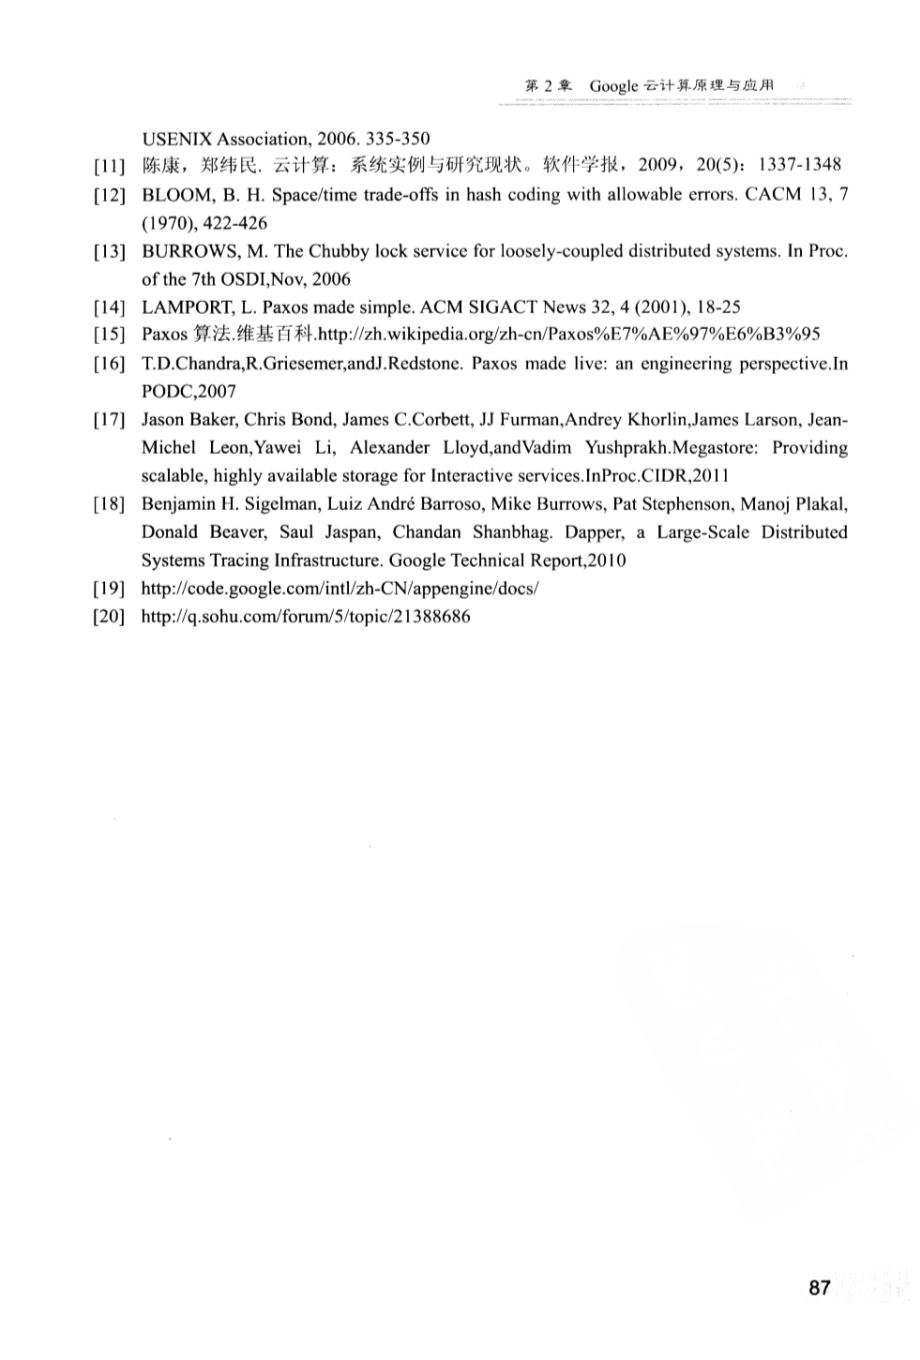 第 2 章 Google 云计算原理与应用
USENIX Association, 2006. 335-350
[11] 陈康，郑纬民. 云计算：系统实例与研究现状。软件学报，2009，20(5)：1337-1348
[12] BLOOM, B. H. Space/time trade-offs in hash coding with allowable errors. CACM 13, 7
(1970), 422-426
[13] BURROWS, M. The Chubby lock service for loosely-coupled distributed systems. In Proc.
of the 7th OSDI,Nov, 2006
[14] LAMPORT, L. Paxos made simple. ACM SIGACT News 32, 4 (2001), 18-25
[15] Paxos 算法.维基百科.http://zh.wikipedia.org/zh-cn/Paxos%E7%AE%97%E6%B3%95
[16] T.D.Chandra,R.Griesemer,andJ.Redstone. Paxos made live: an engineering perspective.In
PODC,2007
[17] Jason Baker, Chris Bond, James C.Corbett, JJ Furman,Andrey Khorlin,James Larson, Jean-
Michel Leon,Yawei Li, Alexander Lloyd,andVadim Yushprakh.Megastore: Providing
scalable, highly available storage for Interactive services.InProc.CIDR,2011
[18] Benjamin H. Sigelman, Luiz André Barroso, Mike Burrows, Pat Stephenson, Manoj Plakal,
Donald Beaver, Saul Jaspan, Chandan Shanbhag. Dapper, a Large-Scale Distributed
Systems Tracing Infrastructure. Google Technical Report,2010
[19] http://code.google.com/intl/zh-CN/appengine/docs/
[20] http://q.sohu.com/forum/5/topic/21388686
87